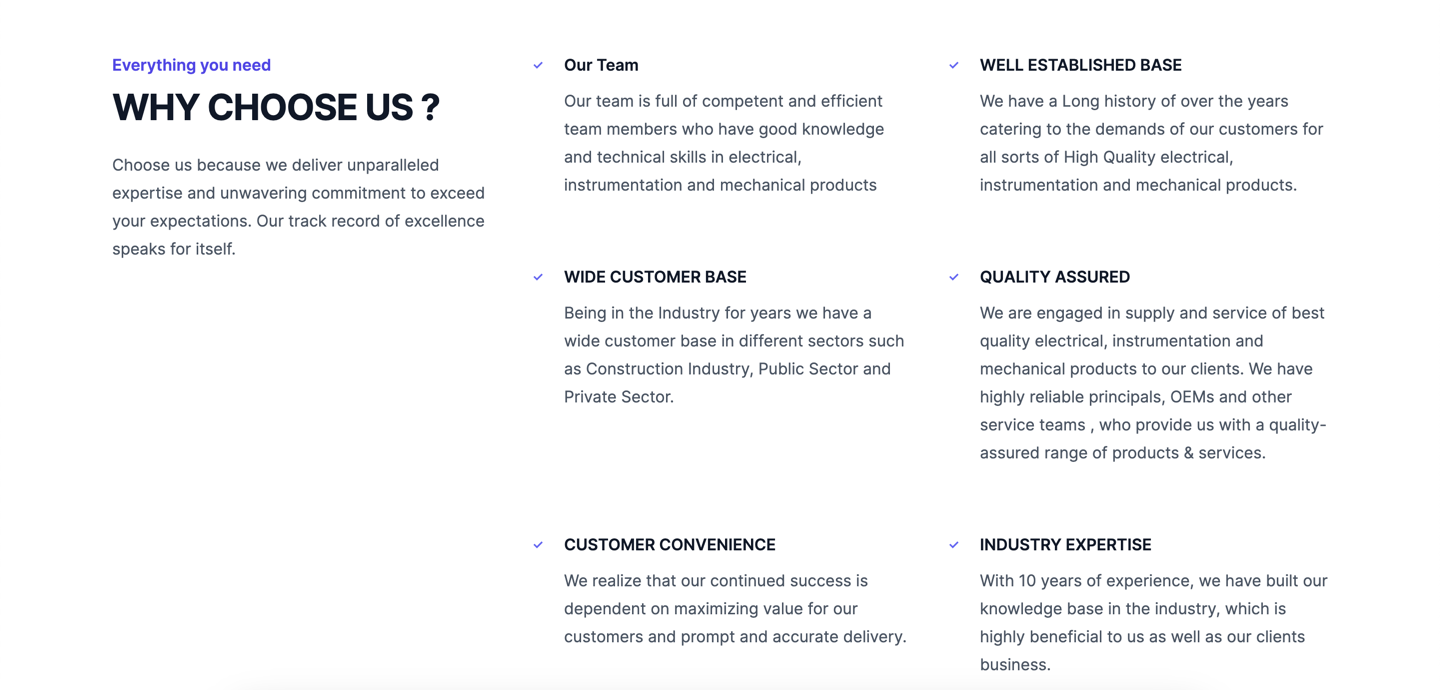 Everything you need
WHY CHOOSE US ?
Choose us because we deliver unparalleled
expertise and unwavering commitment to exceed
your expectations. Our track record of excellence
speaks for itself.
Our Team
Our team is full of competent and efficient
team members who have good knowledge
and technical skills in electrical,
instrumentation and mechanical products
WELL ESTABLISHED BASE
We have a Long history of over the years
catering to the demands of our customers for
all sorts of High Quality electrical,
instrumentation and mechanical products.
WIDE CUSTOMER BASE
Being in the Industry for years we have a
wide customer base in different sectors such
as Construction Industry, Public Sector and
Private Sector.
QUALITY ASSURED
We are engaged in supply and service of best
quality electrical, instrumentation and
mechanical products to our clients. We have
highly reliable principals, OEMs and other
service teams , who provide us with a quality-
assured range of products & services.
CUSTOMER CONVENIENCE
We realize that our continued success is
dependent on maximizing value for our
customers and prompt and accurate delivery.
INDUSTRY EXPERTISE
With 10 years of experience, we have built our
knowledge base in the industry, which is
highly beneficial to us as well as our clients
business.